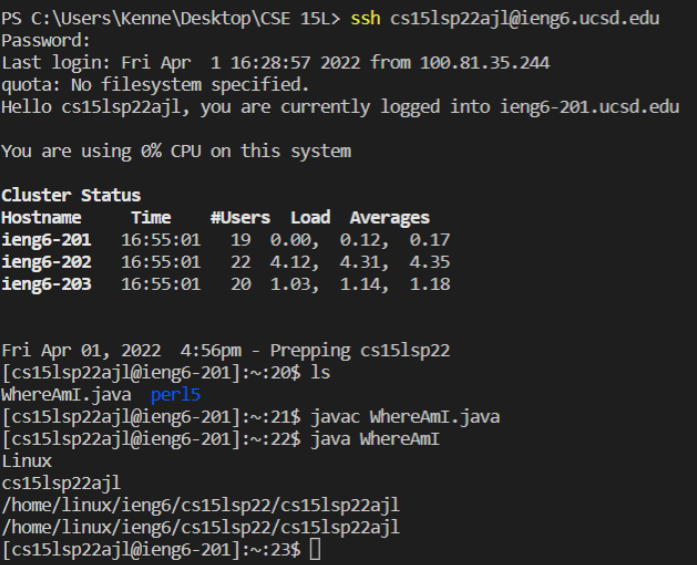 PS C:\Users\Kenne\Desktop\CSE 15L> ssh cs15lsp22ajl@ieng6.ucsd.edu
Password:
Last login: Fri Apr  1 16:28:57 2022 from 100.81.35.244
quota: No filesystem specified.
Hello cs15lsp22ajl, you are currently logged into ieng6-201.ucsd.edu
You are using 0% CPU on this system
Cluster Status
Hostname     Time    #Users  Load  Averages
ieng6-201   16:55:01   19  0.00,  0.12,  0.17
ieng6-202   16:55:01   22  4.12,  4.31,  4.35
ieng6-203   16:55:01   20  1.03,  1.14,  1.18
Fri Apr 01, 2022  4:56pm - Prepping cs15lsp22
[cs15lsp22ajl@ieng6-201]:~:20$ ls
WhereAmI.java  perl5
[cs15lsp22ajl@ieng6-201]:~:21$ javac WhereAmI.java
[cs15lsp22ajl@ieng6-201]:~:22$ java WhereAmI
Linux
cs15lsp22ajl
/home/linux/ieng6/cs15lsp22/cs15lsp22ajl
/home/linux/ieng6/cs15lsp22/cs15lsp22ajl
[cs15lsp22ajl@ieng6-201]:~:23$